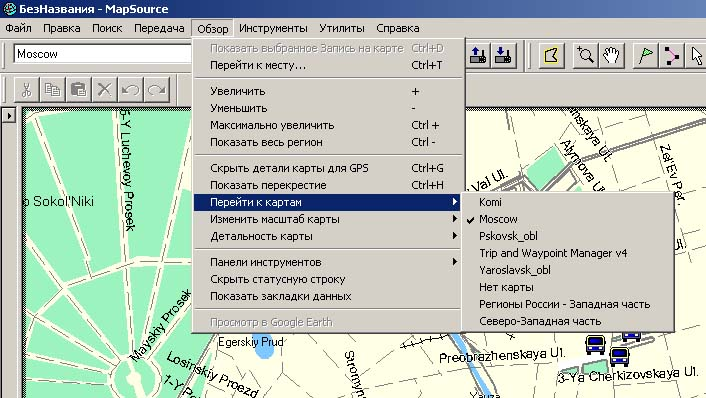 БезНазвания - MapSource
Файл Правка Поиск Передача Обзор Инструменты Утилиты Справка
Moscow
Показать выбранное Запись на карте Ctrl+D
Перейти к месту... Ctrl+T
Увеличить +
Уменьшить -
Максимально увеличить Ctrl +
Показать весь регион Ctrl -
Скрыть детали карты для GPS Ctrl+G
Показать перекрестие Ctrl+H
Перейти к картам
Изменить масштаб карты
Детальность карты
Панели инструментов
Скрыть статусную строку
Показать закладки данных
Просмотр в Google Earth
Komi
Moscow
Pskovsk_obl
Trip and Waypoint Manager v4
Yaroslavsk_obl
Нет карты
Регионы России - Западная часть
Северо-Западная часть
5-Y Luchevoy Prosek
o Sokol'Niki
Mayskiy Prosek
Losinskiy Proezd
1-Y
Egerskiy Prud
Val Ul.
Alymova Ul.
Zel'Ev Per.
nskaya Ul.
Preobrazhenskaya Ul.
3-Ya Cherkizovskaya Ul.
Yauza